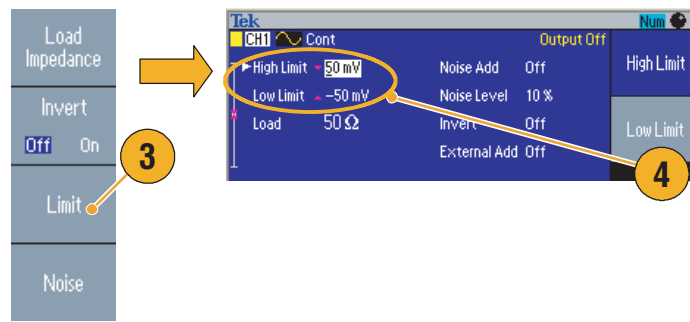 Load
Impedance
Invert
Off On
Limit
Noise
3
Tek Num
CH1 Cont Output Off
High Limit 50 mV Noise Add Off
Low Limit -50 mV Noise Level 10 %
Load 50 Ω Invert Off
External Add Off
High Limit
Low Limit
4